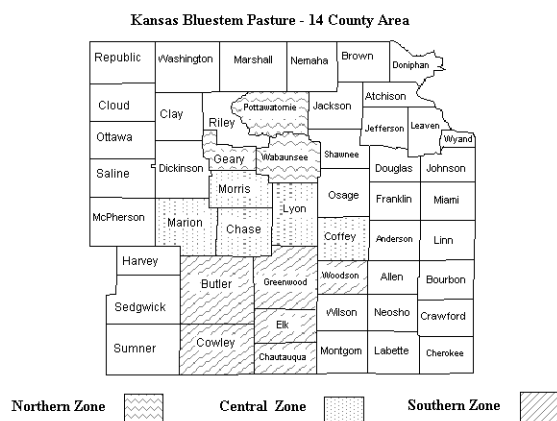 Kansas Bluestem Pasture - 14 County Area
Republic
Washington
Marshall
Nemaha
Brown
Doniphan
Cloud
Clay
Riley
Pottawatomie
Jackson
Atchison
Ottawa
Jefferson
Leaven
Wyand
Saline
Dickinson
Geary
Wabaunsee
Shawnee
Douglas
Johnson
Morris
McPherson
Marion
Chase
Lyon
Osage
Franklin
Miami
Coffey
Anderson
Linn
Harvey
Butler
Greenwood
Woodson
Allen
Bourbon
Sedgwick
Elk
Wilson
Neosho
Crawford
Sumner
Cowley
Chautauqua
Montgom
Labette
Cherokee
Northern Zone
Central Zone
Southern Zone